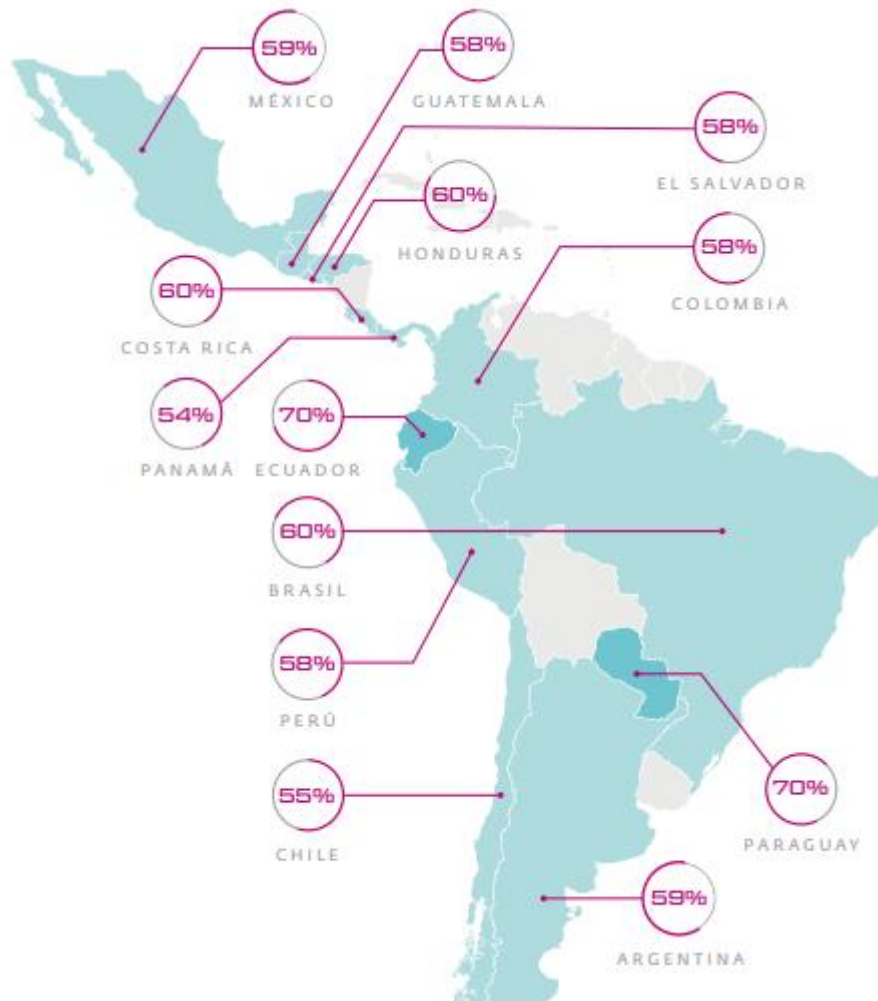 59%
MÉXICO
58%
GUATEMALA
58%
EL SALVADOR
60%
HONDURAS
58%
COLOMBIA
60%
COSTA RICA
54%
PANAMÁ
70%
ECUADOR
60%
BRASIL
58%
PERÚ
55%
CHILE
70%
PARAGUAY
59%
ARGENTINA